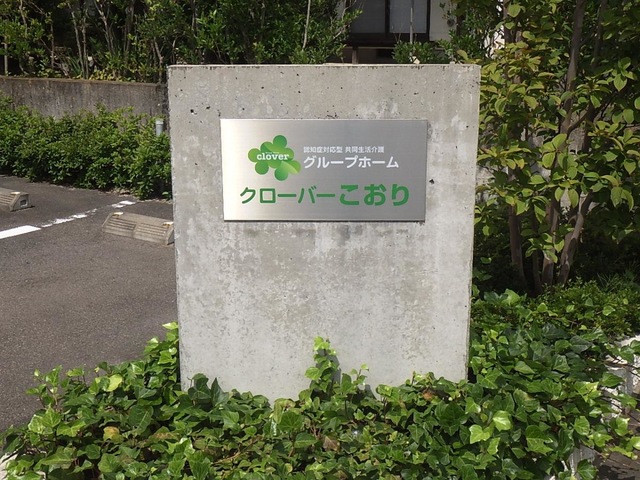 clover
認知症対応型 共同生活介護
グループホーム
クローバーこおり